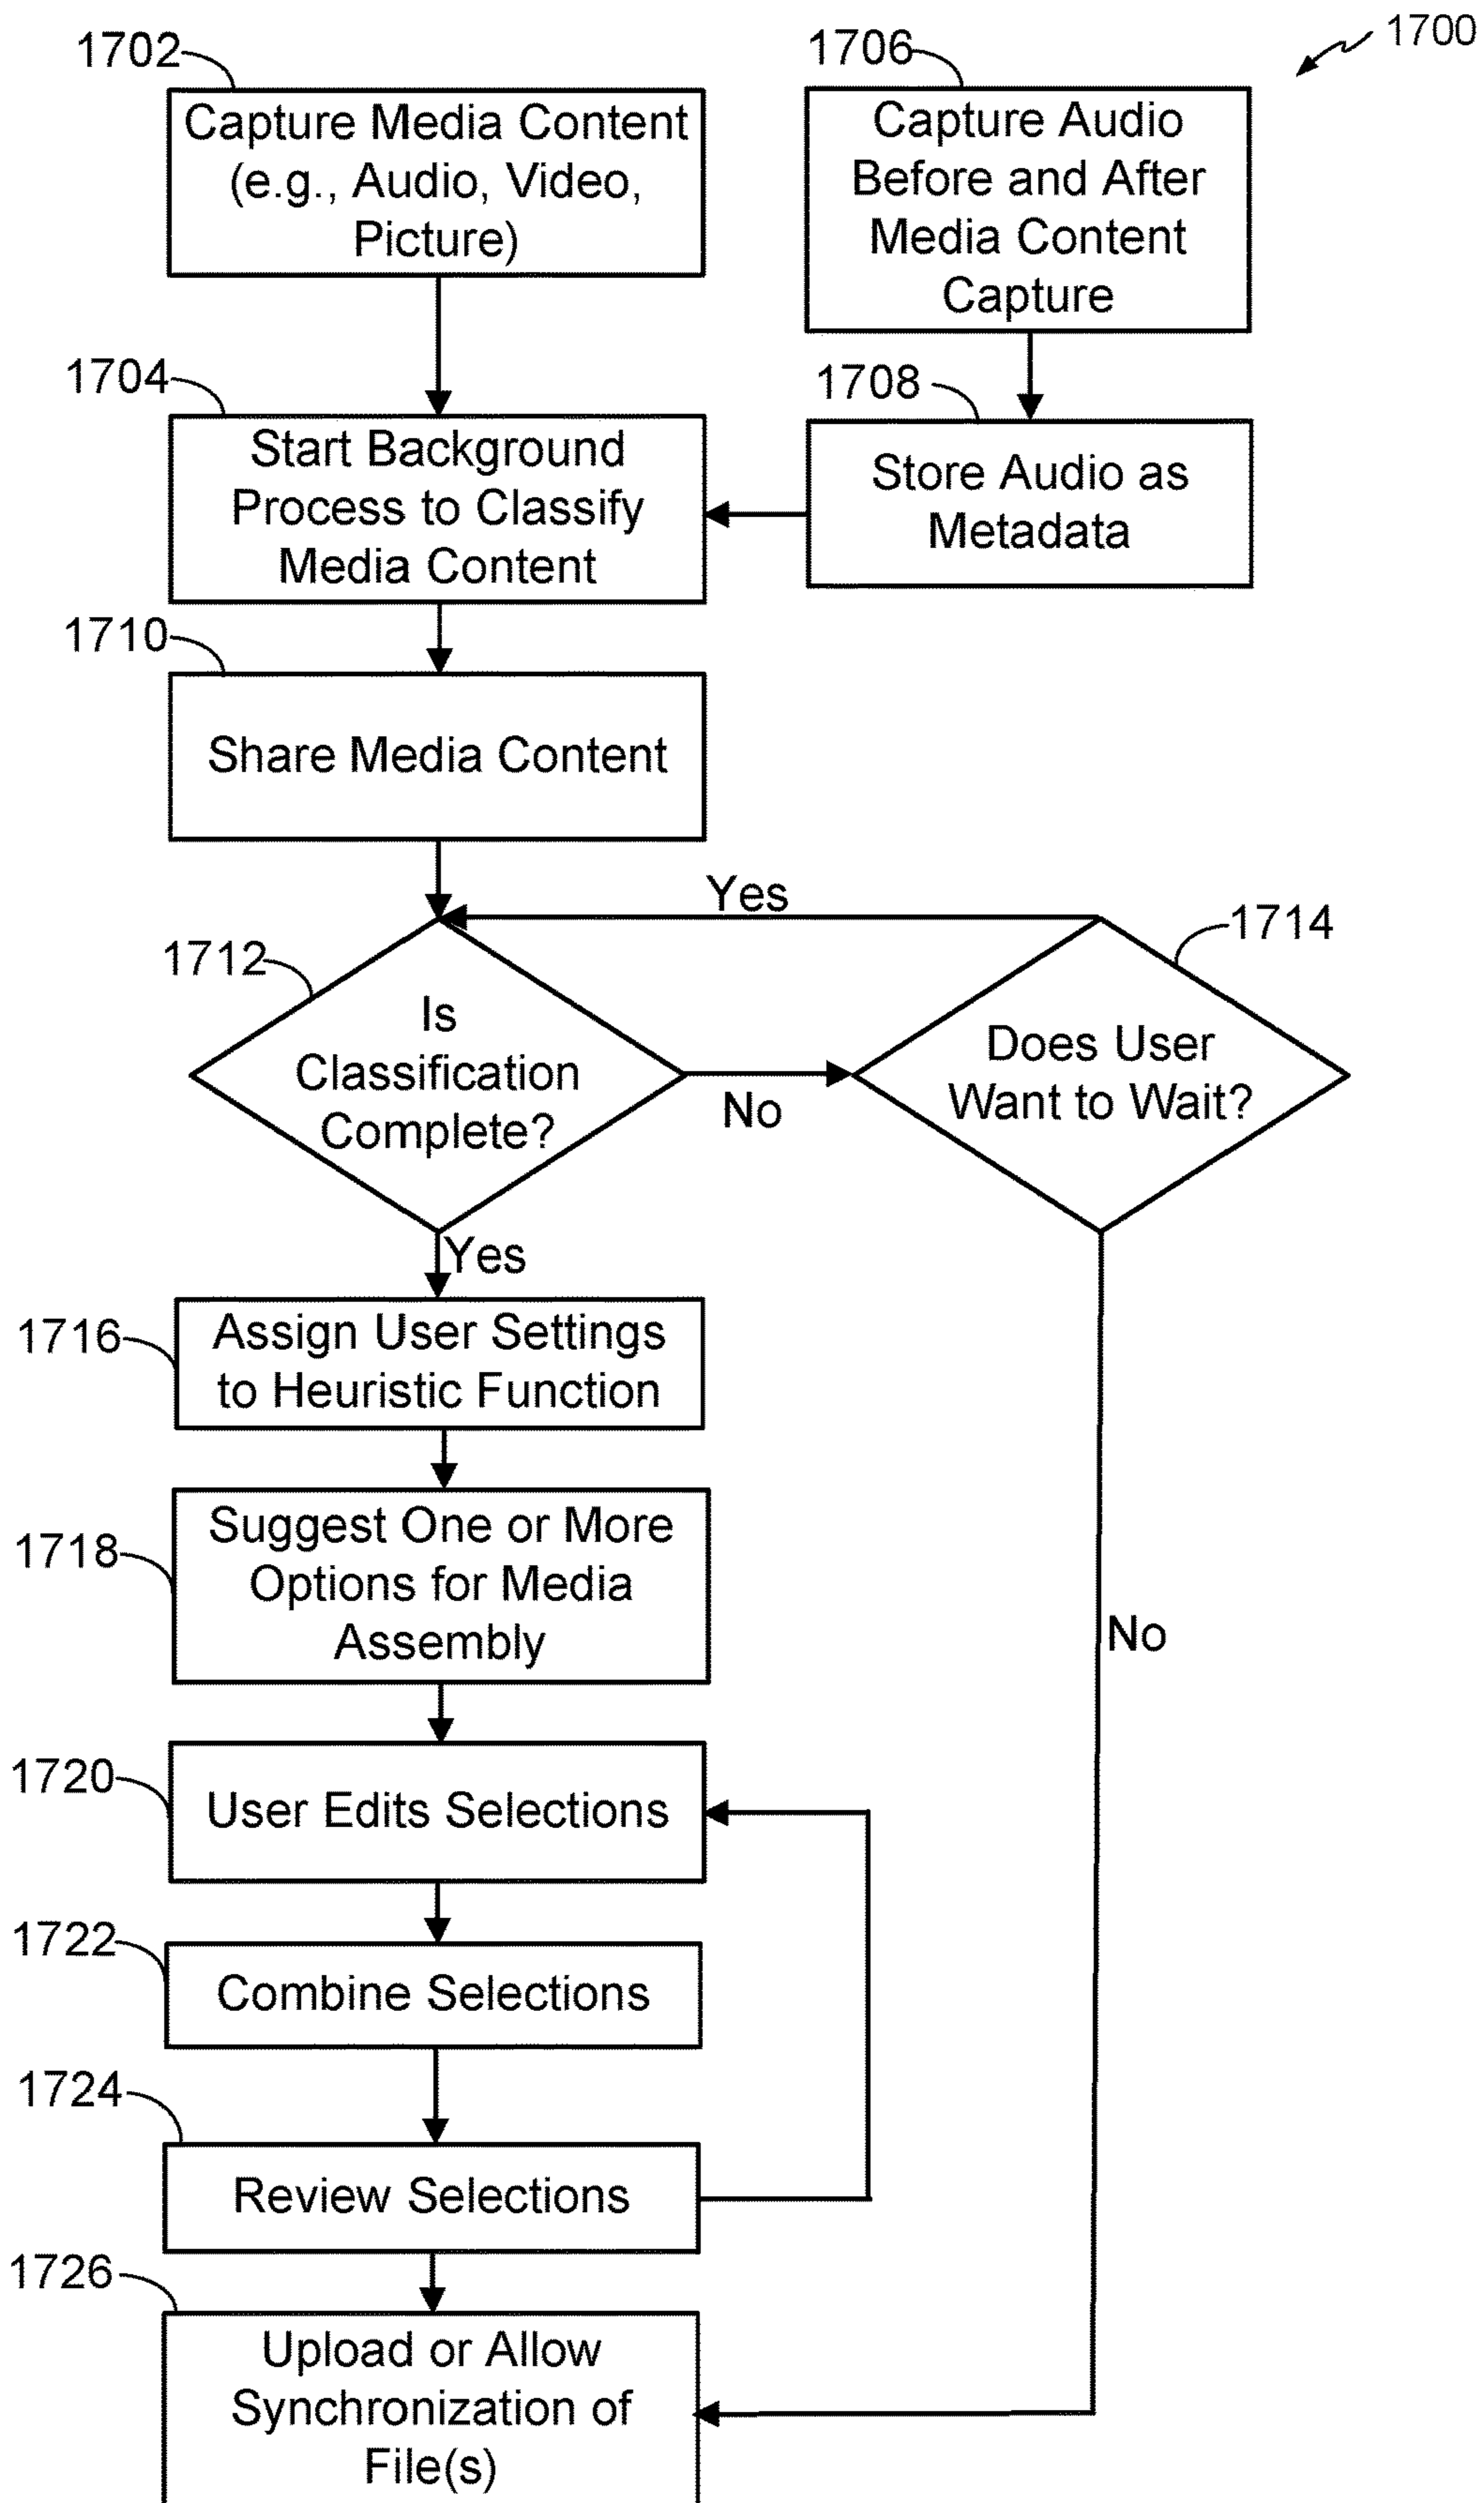 1700
1702
Capture Media Content
(e.g., Audio, Video,
Picture)
1706
Capture Audio
Before and After
Media Content
Capture
1704
Start Background
Process to Classify
Media Content
1708
Store Audio as
Metadata
1710
Share Media Content
Yes
1712
Is
Classification
Complete?
No
1714
Does User
Want to Wait?
Yes
1716
Assign User Settings
to Heuristic Function
1718
Suggest One or More
Options for Media
Assembly
No
1720
User Edits Selections
1722
Combine Selections
1724
Review Selections
1726
Upload or Allow
Synchronization of
File(s)